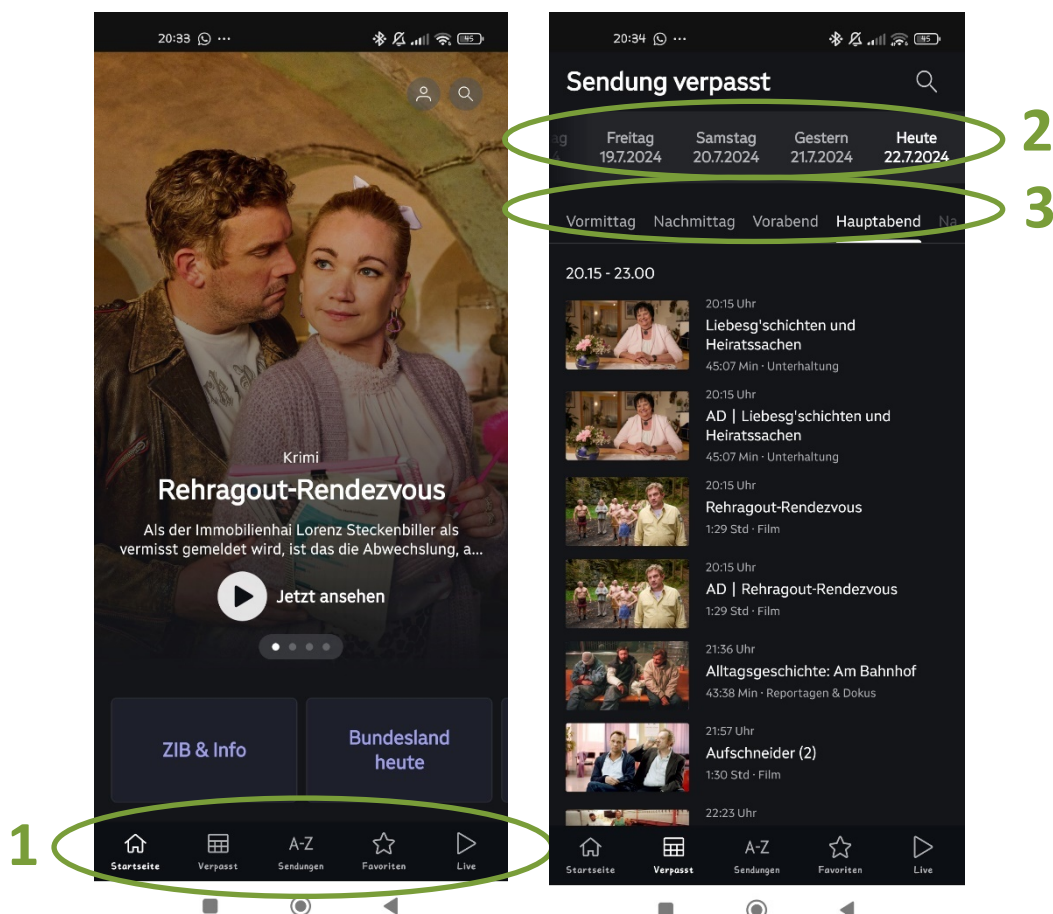 20:33
Krimi
Rehragout-Rendezvous
Als der Immobilienhai Lorenz Steckenbiller als
vermisst gemeldet wird, ist das die Abwechslung, a...
Jetzt ansehen
ZIB & Info
Bundesland
heute
1
Startseite
Verpasst
A-Z
Sendungen
Favoriten
Live
20:34
45
Sendung verpasst
2
ag
Freitag
19.7.2024
Samstag
20.7.2024
Gestern
21.7.2024
Heute
22.7.2024
3
Vormittag Nachmittag Vorabend Hauptabend Na
20.15 - 23.00
20:15 Uhr
Liebesg'schichten und
Heiratssachen
45:07 Min · Unterhaltung
20:15 Uhr
AD | Liebesg'schichten und
Heiratssachen
45:07 Min · Unterhaltung
20:15 Uhr
Rehragout-Rendezvous
1:29 Std · Film
20:15 Uhr
AD | Rehragout-Rendezvous
1:29 Std · Film
21:36 Uhr
Alltagsgeschichte: Am Bahnhof
43:38 Min · Reportagen & Dokus
21:57 Uhr
Aufschneider (2)
1:30 Std · Film
22:23 Uhr
Startseite
Verpasst
A-Z
Sendungen
Favoriten
Live